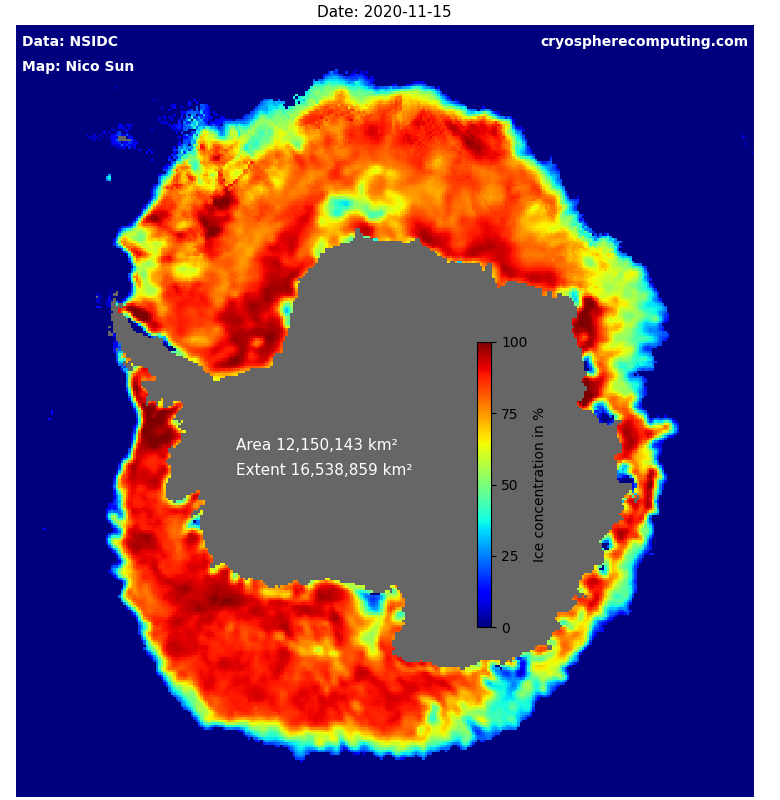 Date: 2020-11-15
Data: NSIDC
cryospherecomputing.com
Map: Nico Sun
100
75
50
25
0
Ice concentration in %
Area 12,150,143 km²
Extent 16,538,859 km²